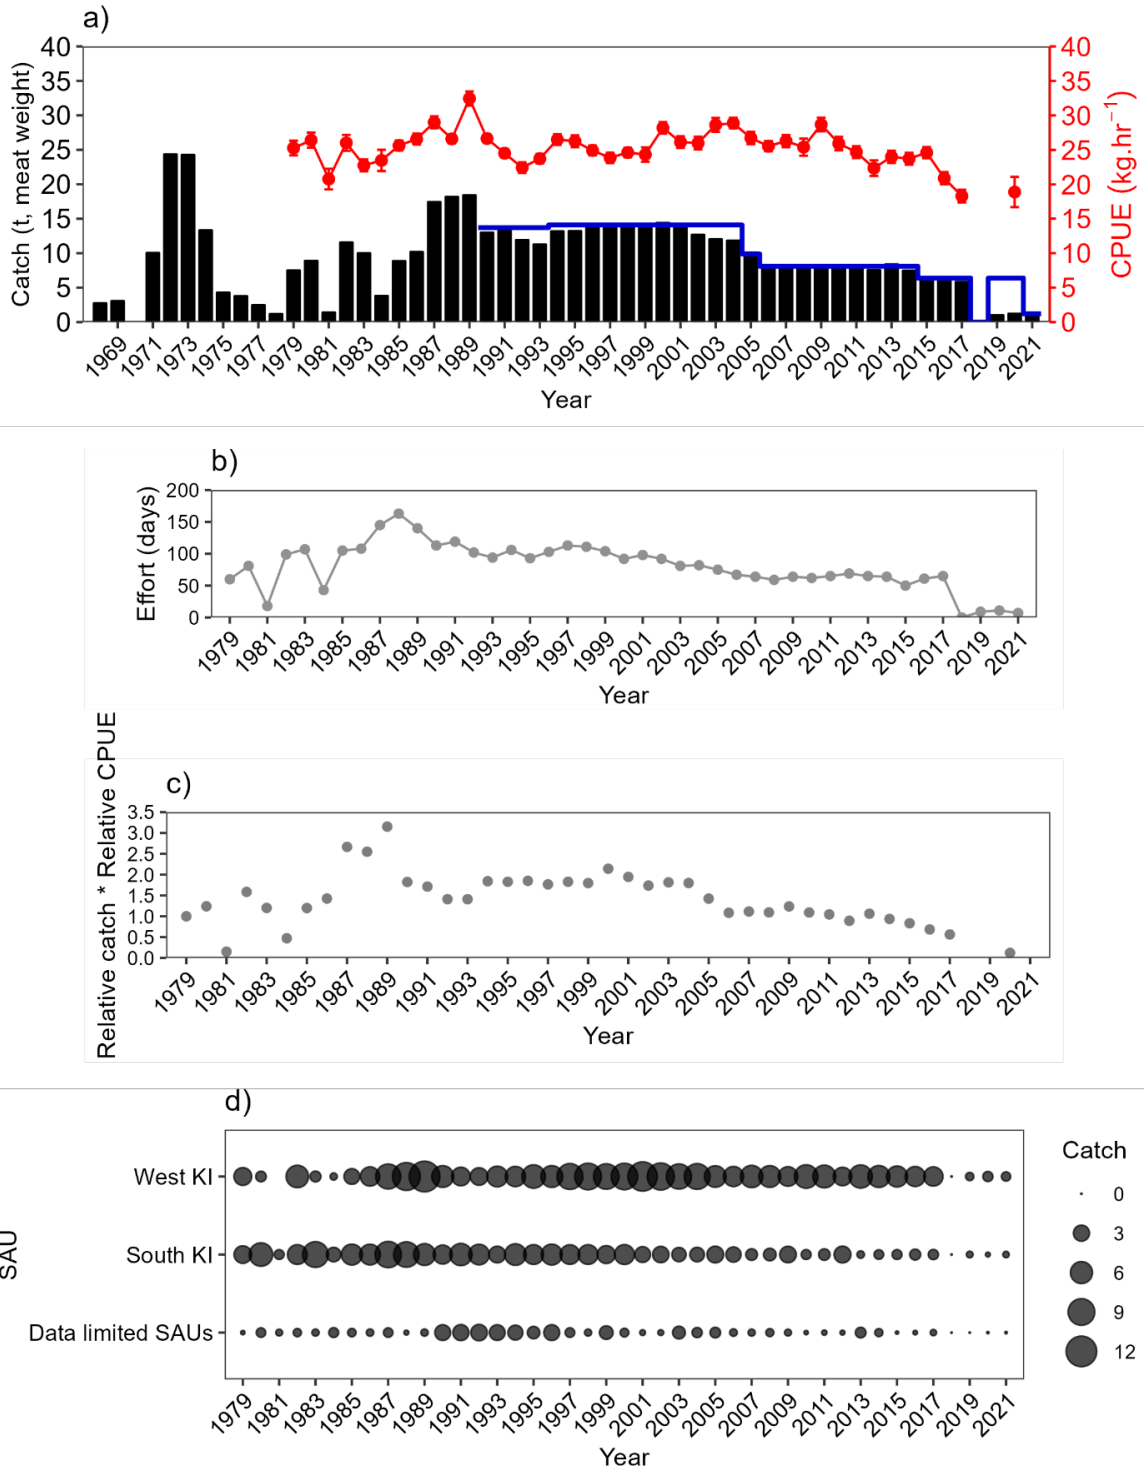 a)
Catch (t, meat weight)
40
35
30
25
20
15
10
5
0
40
35
30
25
20
15
10
5
0
CPUE (kg.hr⁻¹)
1969 1971 1973 1975 1977 1979 1981 1983 1985 1987 1989 1991 1993 1995 1997 1999 2001 2003 2005 2007 2009 2011 2013 2015 2017 2019 2021
Year
b)
Effort (days)
200
150
100
50
0
1979 1981 1983 1985 1987 1989 1991 1993 1995 1997 1999 2001 2003 2005 2007 2009 2011 2013 2015 2017 2019 2021
Year
c)
Relative catch * Relative CPUE
3.5
3.0
2.5
2.0
1.5
1.0
0.5
0.0
1979 1981 1983 1985 1987 1989 1991 1993 1995 1997 1999 2001 2003 2005 2007 2009 2011 2013 2015 2017 2019 2021
Year
d)
SAU
West KI
South KI
Data limited SAUs
1979 1981 1983 1985 1987 1989 1991 1993 1995 1997 1999 2001 2003 2005 2007 2009 2011 2013 2015 2017 2019 2021
Year
Catch
0
3
6
9
12